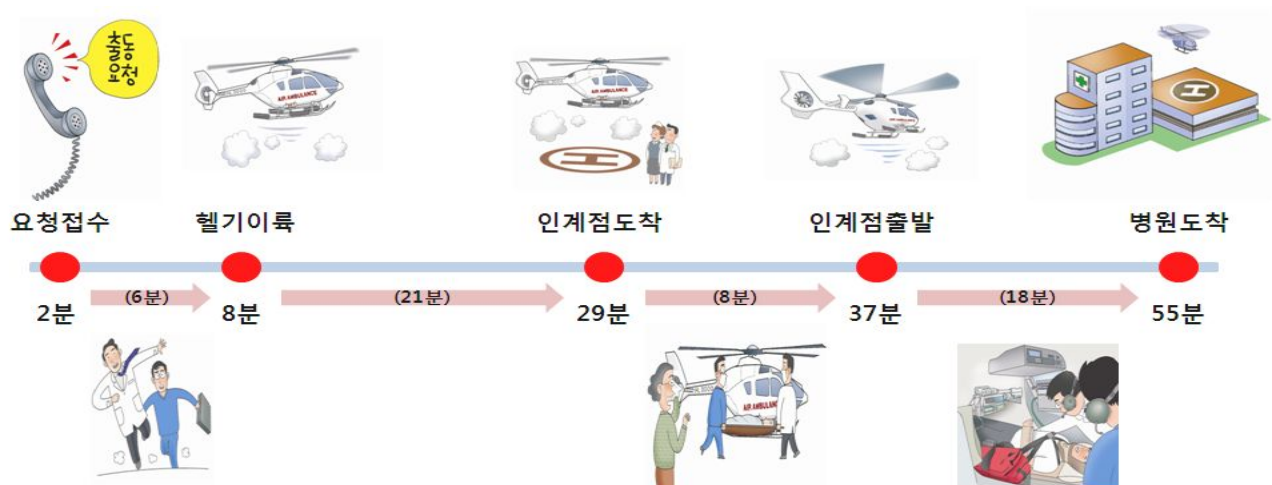 출동
요청
AIR AMBULANCE
AIR AMBULANCE
요청접수
헬기이륙
인계점도착
인계점출발
병원도착
(6분)
(21분)
(8분)
(18분)
2분
8분
29분
37분
55분
AIR AMBULANCE